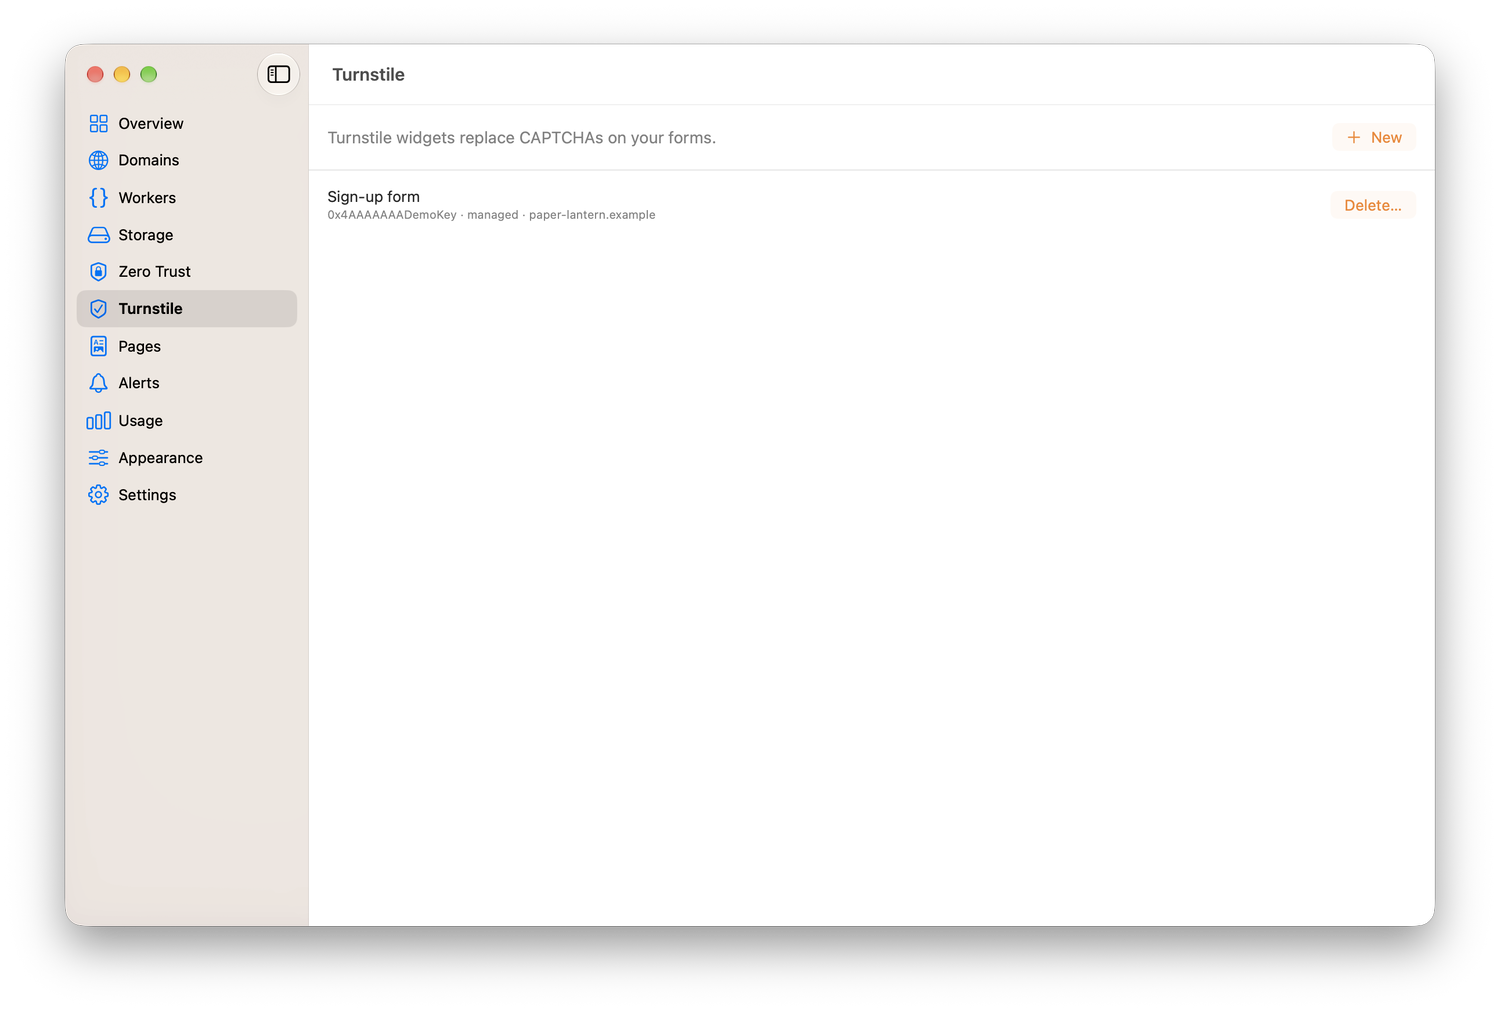 Turnstile
Overview
Domains
Workers
Storage
Zero Trust
Turnstile
Pages
Alerts
Usage
Appearance
Settings
Turnstile widgets replace CAPTCHAs on your forms.
New
Sign-up form
0x4AAAAAAADemoKey · managed · paper-lantern.example
Delete...